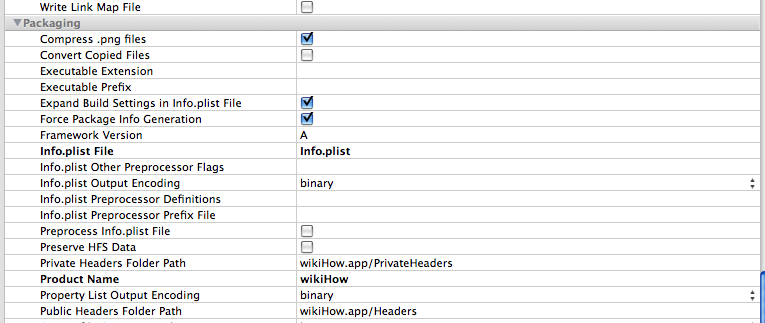 Write Link Map File
Packaging
Compress .png files
Convert Copied Files
Executable Extension
Executable Prefix
Expand Build Settings in Info.plist File
Force Package Info Generation
Framework Version A
Info.plist File Info.plist
Info.plist Other Preprocessor Flags
Info.plist Output Encoding binary
Info.plist Preprocessor Definitions
Info.plist Preprocessor Prefix File
Preprocess Info.plist File
Preserve HFS Data
Private Headers Folder Path wikiHow.app/PrivateHeaders
Product Name wikiHow
Property List Output Encoding binary
Public Headers Folder Path wikiHow.app/Headers